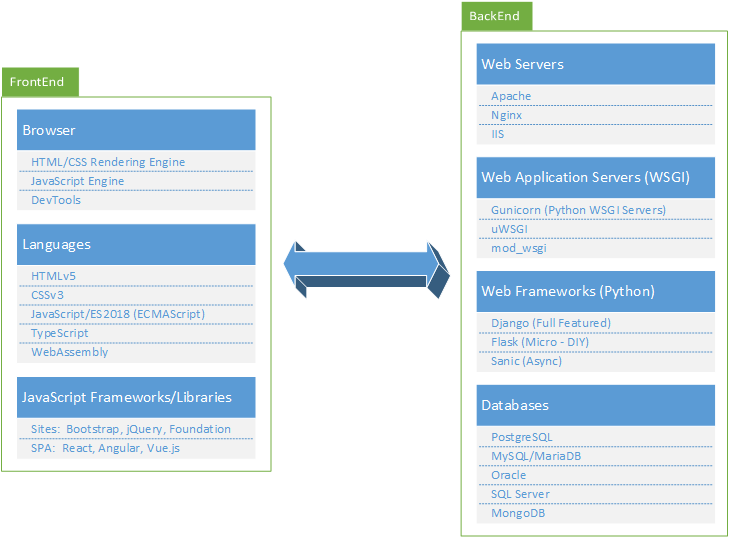 FrontEnd
Browser
HTML/CSS Rendering Engine
JavaScript Engine
DevTools
Languages
HTMLv5
CSSv3
JavaScript/ES2018 (ECMAScript)
TypeScript
WebAssembly
JavaScript Frameworks/Libraries
Sites: Bootstrap, jQuery, Foundation
SPA: React, Angular, Vue.js
BackEnd
Web Servers
Apache
Nginx
IIS
Web Application Servers (WSGI)
Gunicorn (Python WSGI Servers)
uWSGI
mod_wsgi
Web Frameworks (Python)
Django (Full Featured)
Flask (Micro - DIY)
Sanic (Async)
Databases
PostgreSQL
MySQL/MariaDB
Oracle
SQL Server
MongoDB